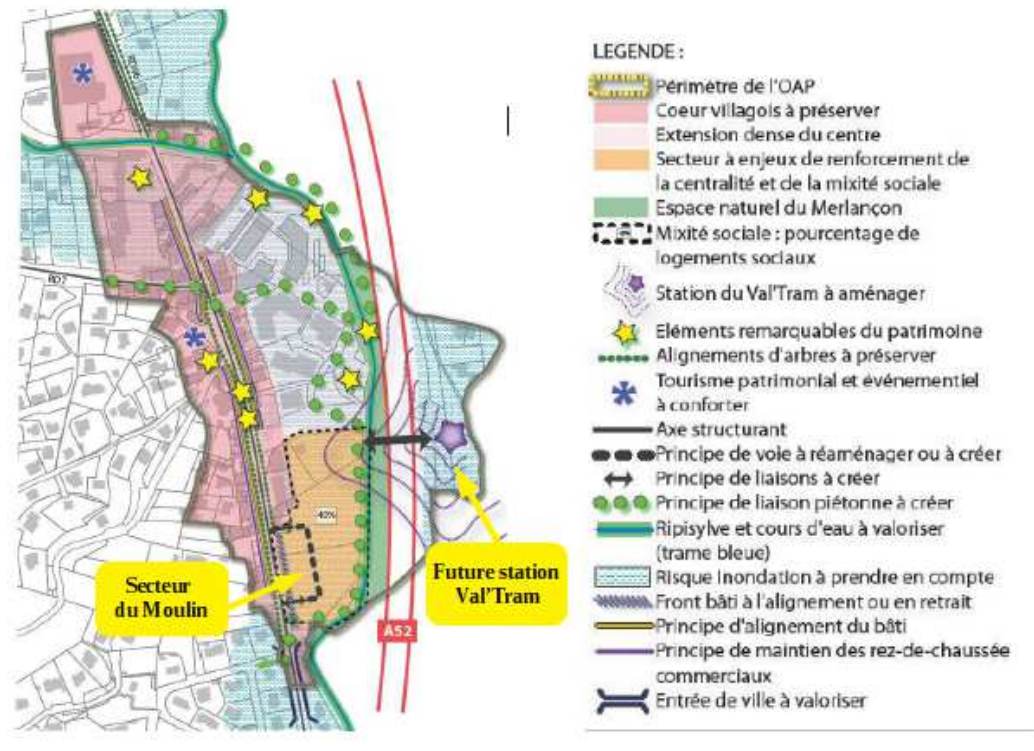 RD7
40%
Secteur
du Moulin
Future station
Val'Tram
A52
LEGENDE :
Périmètre de l'OAP
Coeur villagois à préserver
Extension dense du centre
Secteur à enjeux de renforcement de
la centralité et de la mixité sociale
Espace naturel du Merlançon
Mixité sociale : pourcentage de
logements sociaux
Station du Val'Tram à aménager
Eléments remarquables du patrimoine
Alignements d'arbres à préserver
Tourisme patrimonial et événementiel
à conforter
Axe structurant
Principe de voie à réaménager ou à créer
Principe de liaisons à créer
Principe de liaison piétonne à créer
Ripisylve et cours d'eau à valoriser
(trame bleue)
Risque Inondation à prendre en compte
Front bâti à l'alignement ou en retrait
Principe d'alignement du bâti
Principe de maintien des rez-de-chaussée
commerciaux
Entrée de ville à valoriser